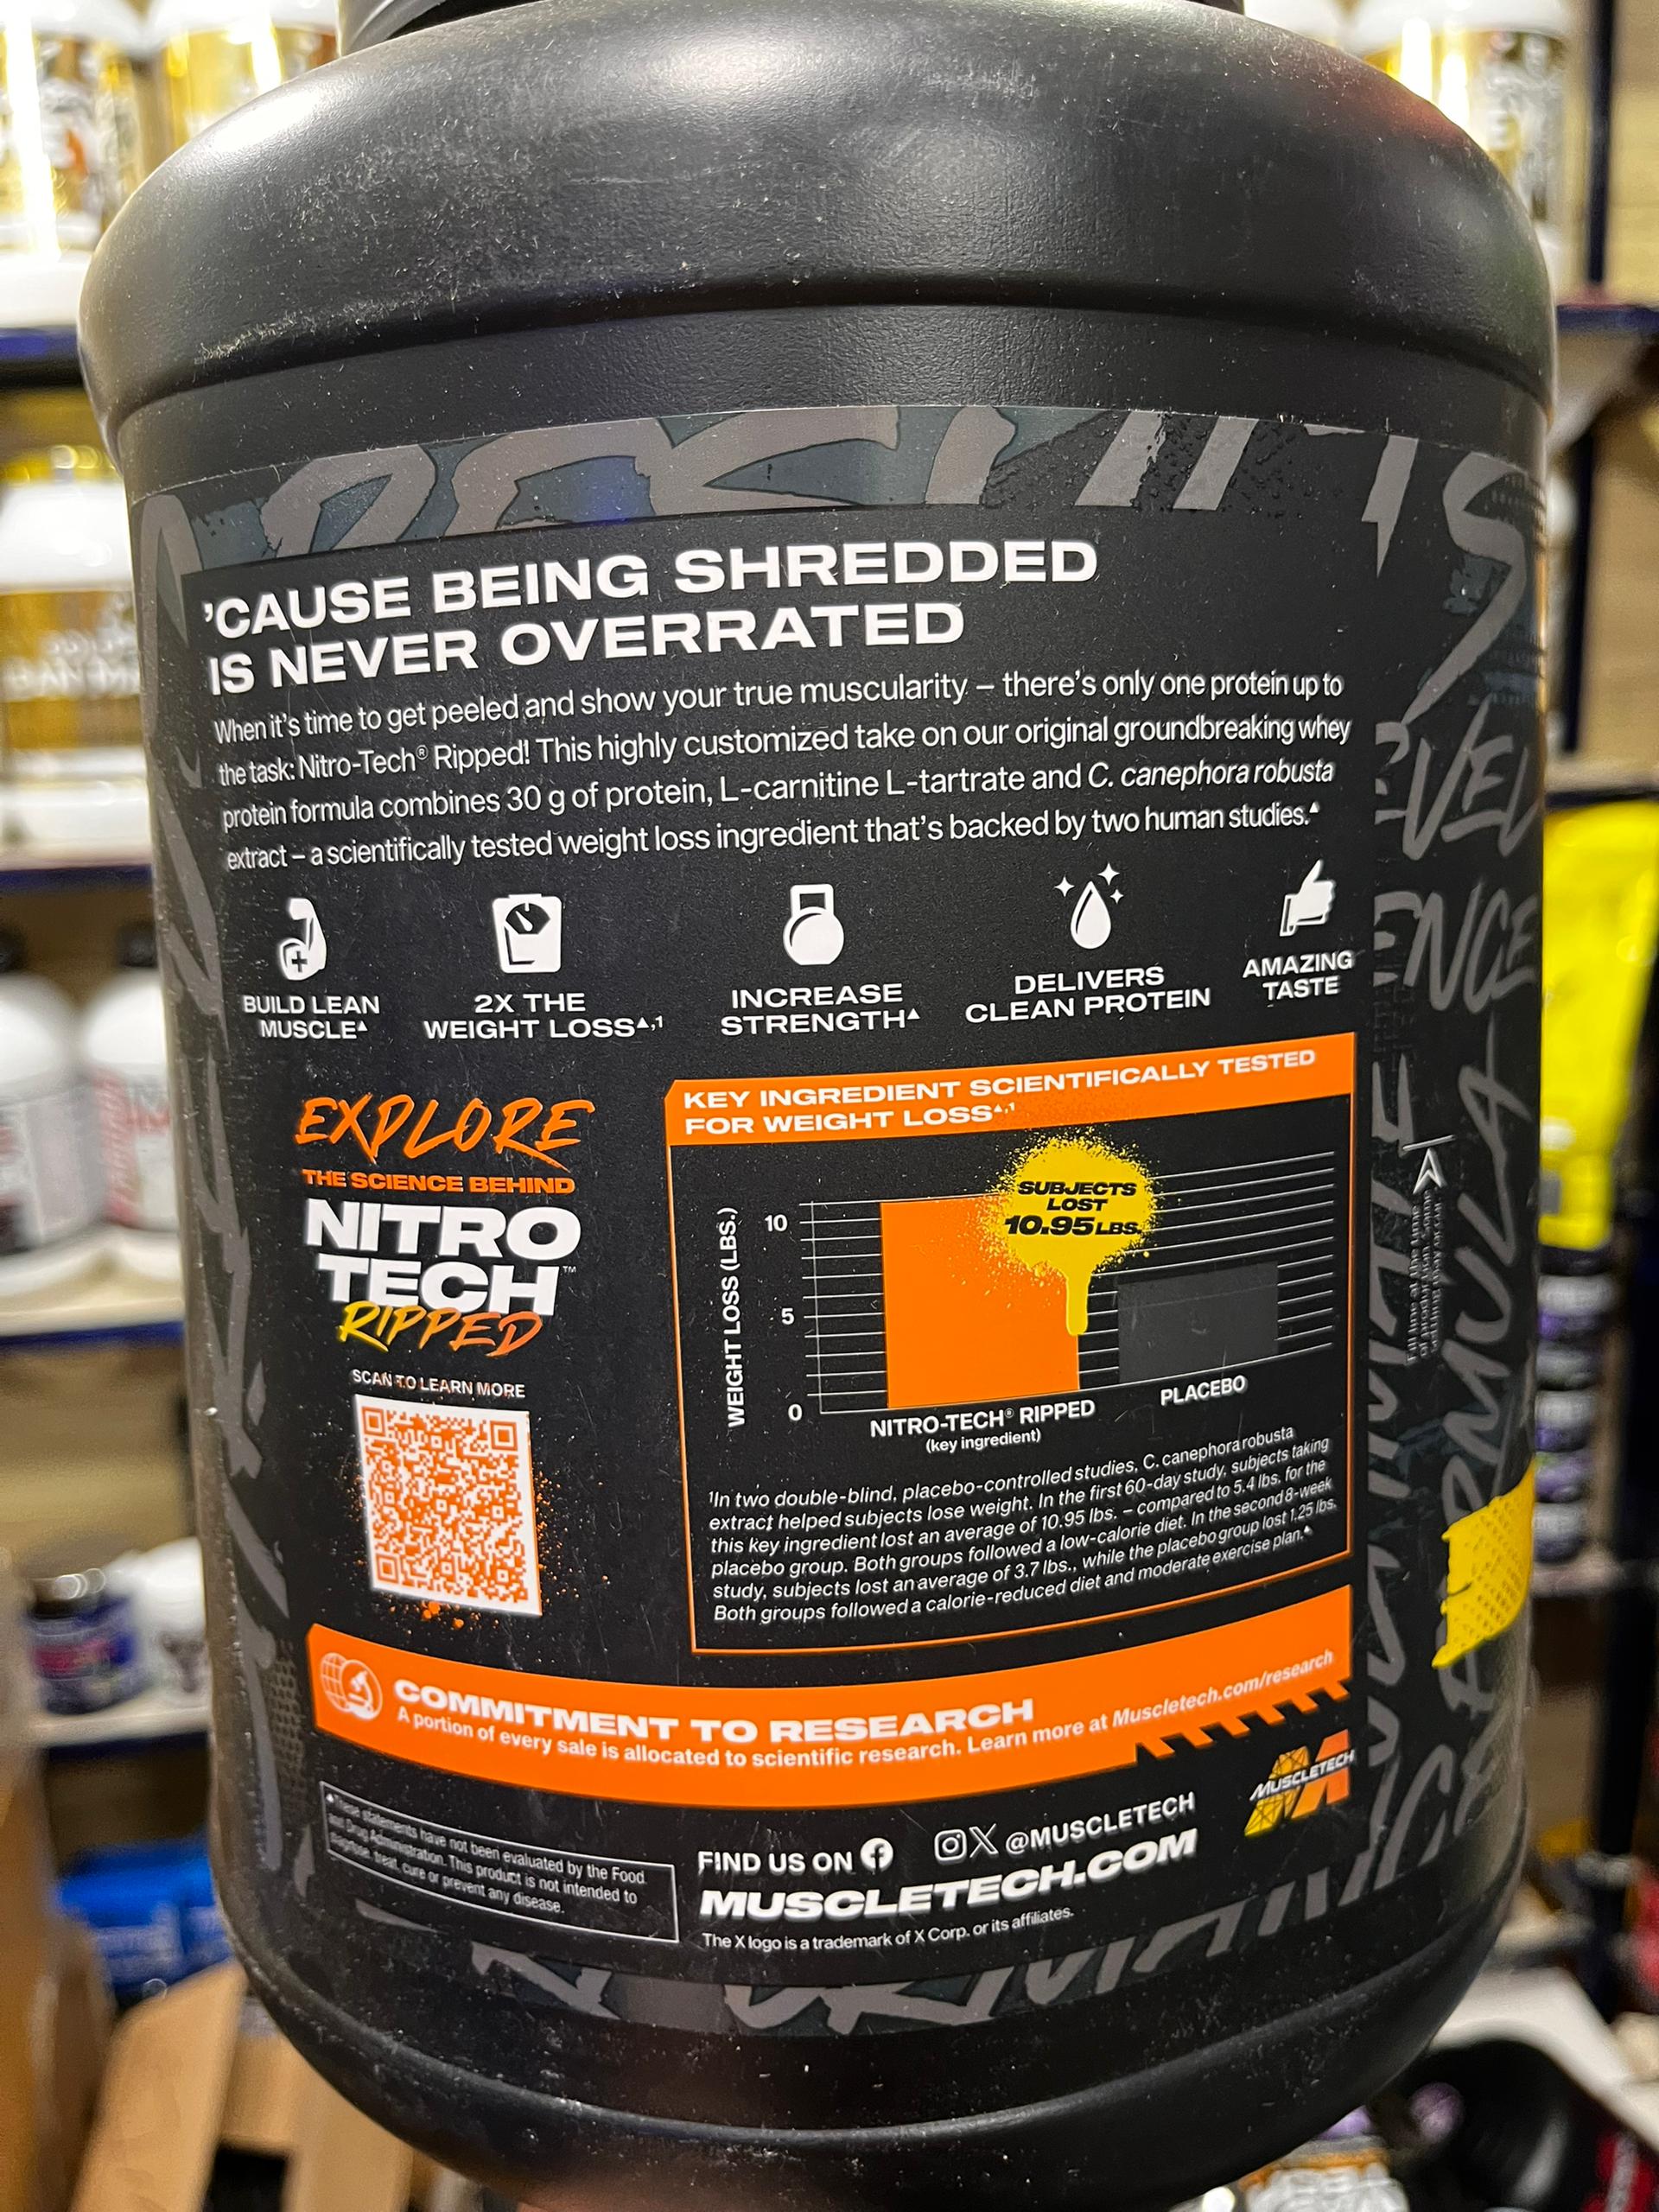 'CAUSE BEING SHREDDED
IS NEVER OVERRATED
When it's time to get peeled and show your true muscularity – there's only one protein up to
the task: Nitro-Tech® Ripped! This highly customized take on our original groundbreaking whey
protein formula combines 30 g of protein, L-carnitine L-tartrate and C. canephora robusta
extract – a scientifically tested weight loss ingredient that's backed by two human studies.▲
BUILD LEAN
MUSCLE▲
2X THE
WEIGHT LOSS▲,1
INCREASE
STRENGTH▲
DELIVERS
CLEAN PROTEIN
AMAZING
TASTE
EXPLORE
THE SCIENCE BEHIND
NITRO
TECH™
RIPPED
SCAN TO LEARN MORE
KEY INGREDIENT SCIENTIFICALLY TESTED
FOR WEIGHT LOSS▲,1
SUBJECTS
LOST
10.95 LBS.
WEIGHT LOSS (LBS.)
10
5
0
NITRO-TECH® RIPPED
(key ingredient)
PLACEBO
¹In two double-blind, placebo-controlled studies, C. canephora robusta
extract helped subjects lose weight. In the first 60-day study, subjects taking
this key ingredient lost an average of 10.95 lbs. – compared to 5.4 lbs. for the
placebo group. Both groups followed a low-calorie diet. In the second 8-week
study, subjects lost an average of 3.7 lbs., while the placebo group lost 1.25 lbs.
Both groups followed a calorie-reduced diet and moderate exercise plan.▲
COMMITMENT TO RESEARCH
A portion of every sale is allocated to scientific research. Learn more at Muscletech.com/research
▲These statements have not been evaluated by the Food
and Drug Administration. This product is not intended to
diagnose, treat, cure or prevent any disease.
FIND US ON
@MUSCLETECH
MUSCLETECH.COM
The X logo is a trademark of X Corp. or its affiliates.
MUSCLETECH
FORMULA